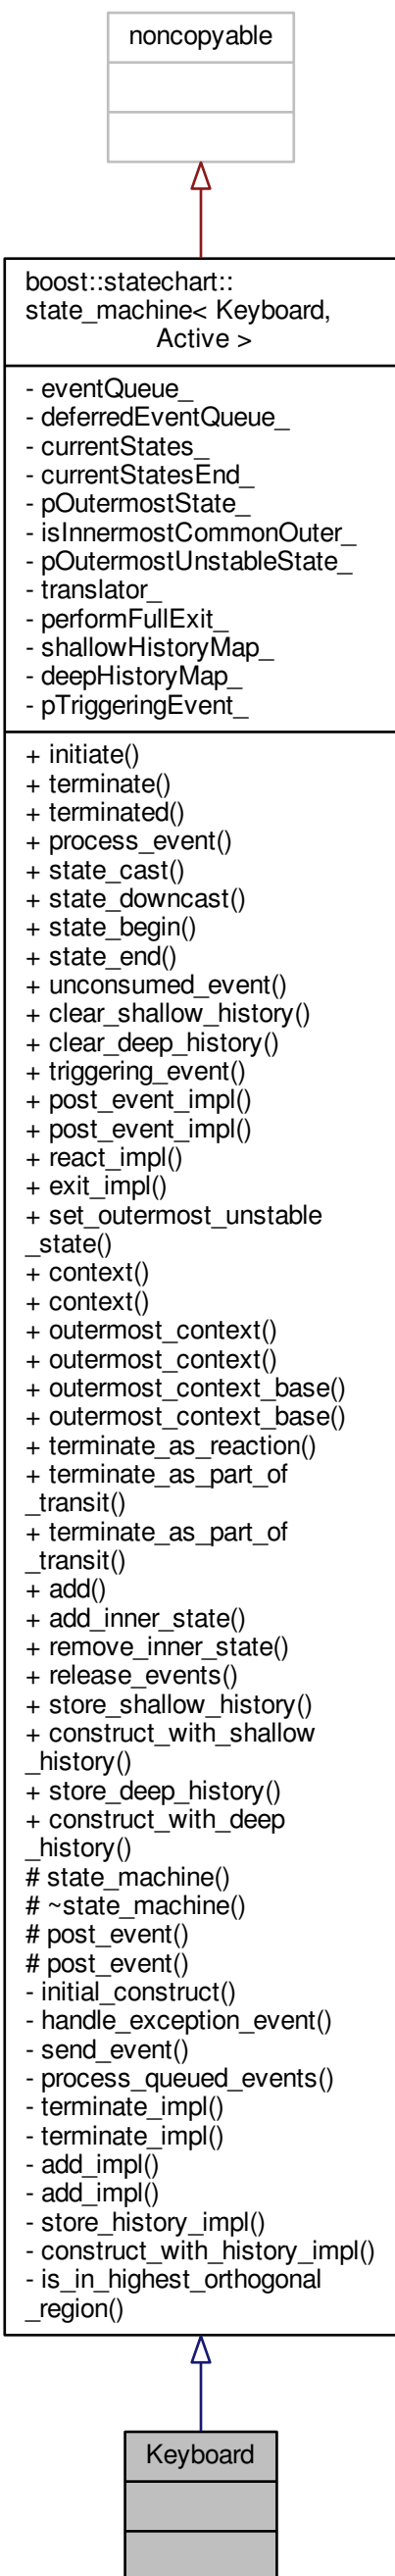 noncopyable
boost::statechart::
state_machine< Keyboard,
Active >
- eventQueue_
- deferredEventQueue_
- currentStates_
- currentStatesEnd_
- pOutermostState_
- isInnermostCommonOuter_
- pOutermostUnstableState_
- translator_
- performFullExit_
- shallowHistoryMap_
- deepHistoryMap_
- pTriggeringEvent_
+ initiate()
+ terminate()
+ terminated()
+ process_event()
+ state_cast()
+ state_downcast()
+ state_begin()
+ state_end()
+ unconsumed_event()
+ clear_shallow_history()
+ clear_deep_history()
+ triggering_event()
+ post_event_impl()
+ post_event_impl()
+ react_impl()
+ exit_impl()
+ set_outermost_unstable
_state()
+ context()
+ context()
+ outermost_context()
+ outermost_context()
+ outermost_context_base()
+ outermost_context_base()
+ terminate_as_reaction()
+ terminate_as_part_of
_transit()
+ terminate_as_part_of
_transit()
+ add()
+ add_inner_state()
+ remove_inner_state()
+ release_events()
+ store_shallow_history()
+ construct_with_shallow
_history()
+ store_deep_history()
+ construct_with_deep
_history()
# state_machine()
# ~state_machine()
# post_event()
# post_event()
- initial_construct()
- handle_exception_event()
- send_event()
- process_queued_events()
- terminate_impl()
- terminate_impl()
- add_impl()
- add_impl()
- store_history_impl()
- construct_with_history_impl()
- is_in_highest_orthogonal
_region()
Keyboard